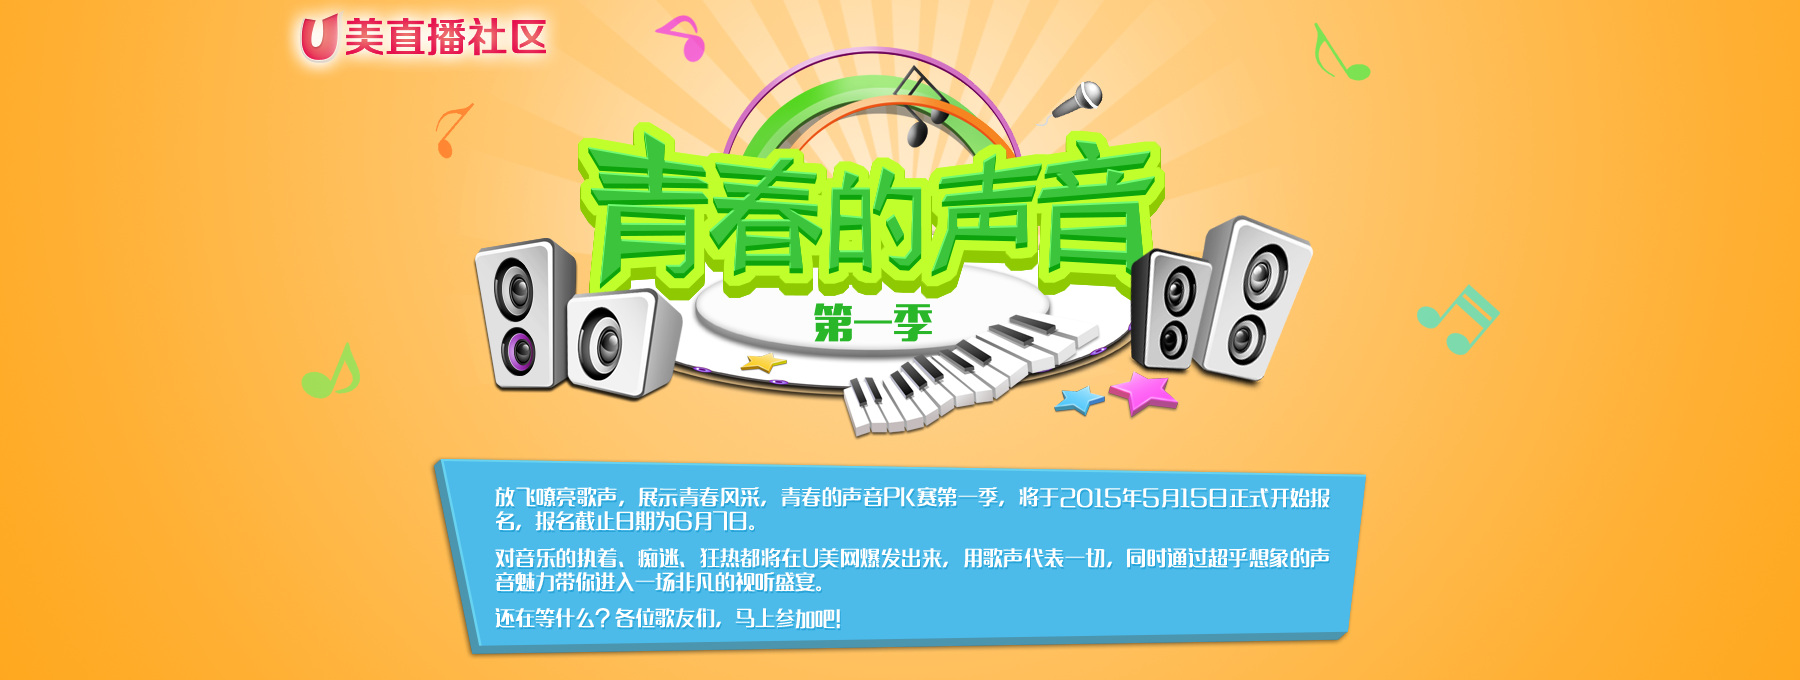 U美直播社区
青春的声音
第一季
放飞嘹亮歌声，展示青春风采，青春的声音PK赛第一季，将于2015年5月15日正式开始报
名，报名截止日期为6月7日。
对音乐的执着、痴迷、狂热都将在U美网爆发出来，用歌声代表一切，同时通过超乎想象的声
音魅力带你进入一场非凡的视听盛宴。
还在等什么？各位歌友们，马上参加吧！